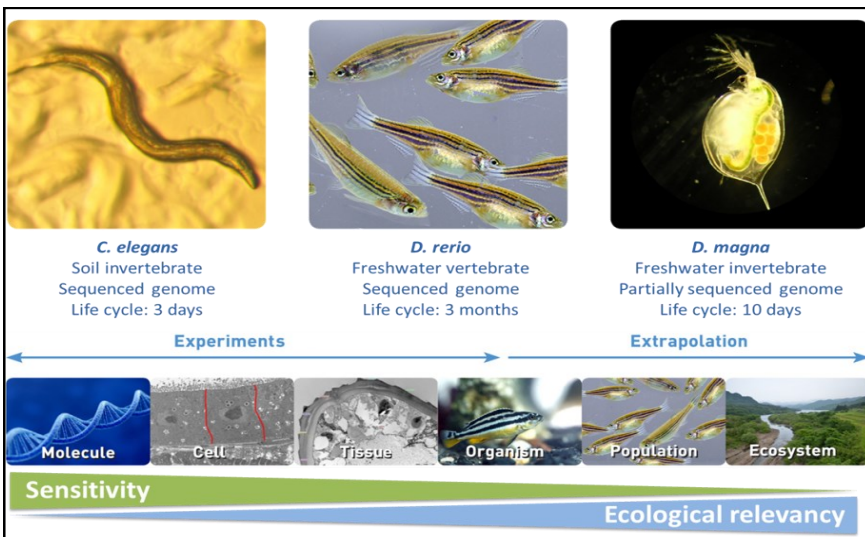 C. elegans
Soil invertebrate
Sequenced genome
Life cycle: 3 days
D. rerio
Freshwater vertebrate
Sequenced genome
Life cycle: 3 months
D. magna
Freshwater invertebrate
Partially sequenced genome
Life cycle: 10 days
Experiments
Extrapolation
Molecule
Cell
Tissue
Organism
Population
Ecosystem
Sensitivity
Ecological relevancy